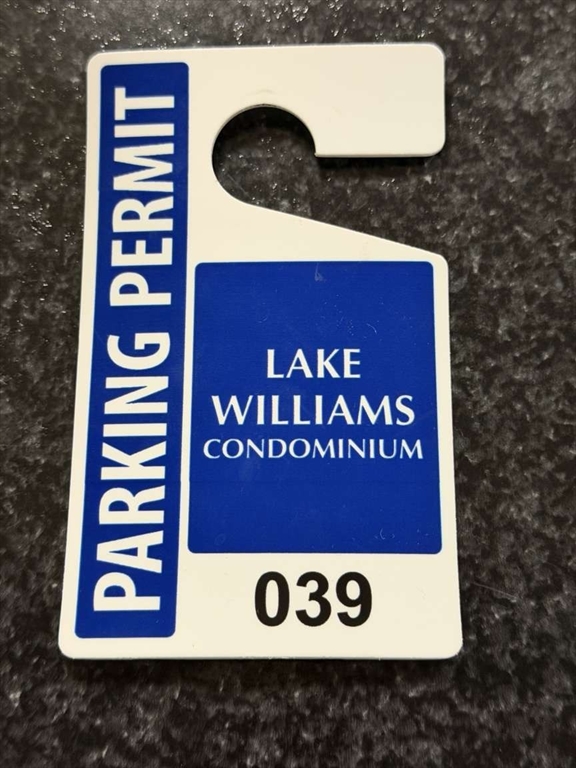 PARKING PERMIT
LAKE
WILLIAMS
CONDOMINIUM
039